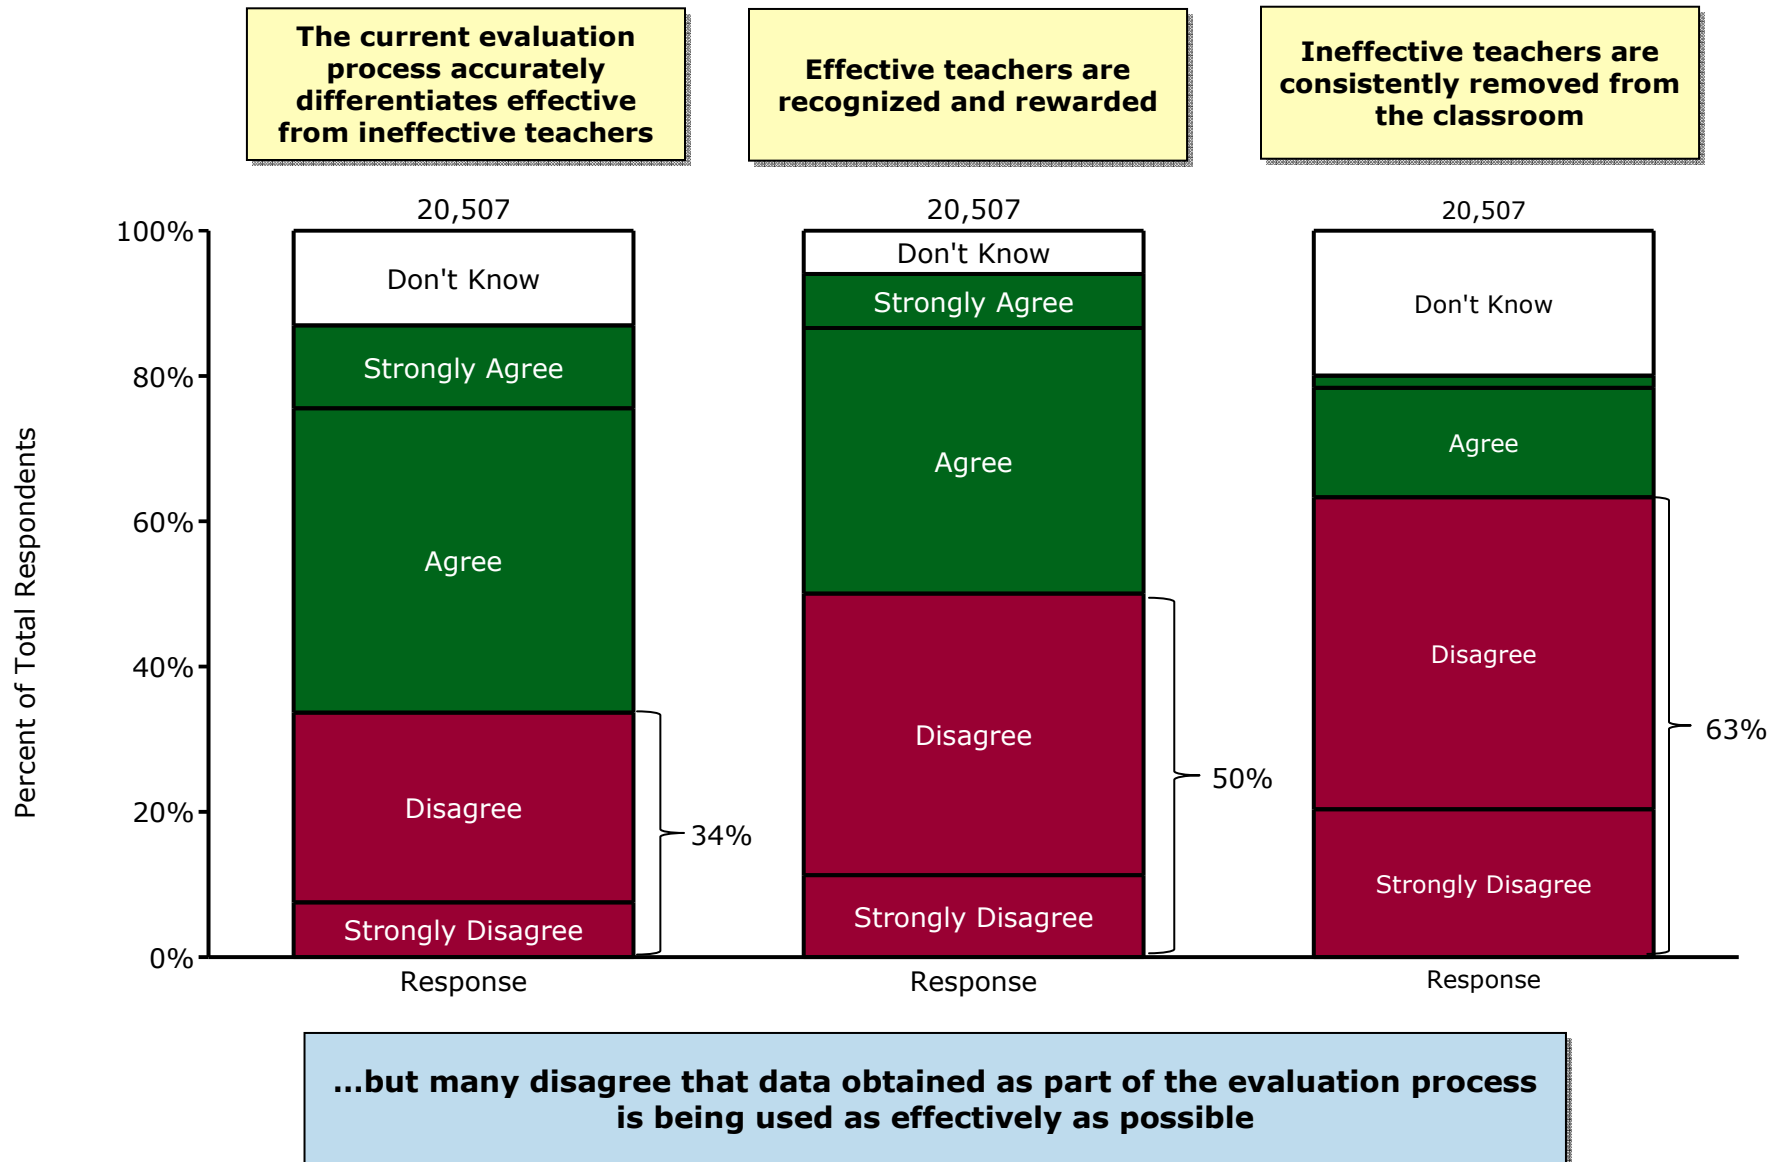 The current evaluation
process accurately
differentiates effective
from ineffective teachers
Effective teachers are
recognized and rewarded
Ineffective teachers are
consistently removed from
the classroom
Percent of Total Respondents
100%
80%
60%
40%
20%
0%
20,507
Don't Know
Strongly Agree
Agree
Disagree
Strongly Disagree
34%
Response
20,507
Don't Know
Strongly Agree
Agree
Disagree
Strongly Disagree
50%
Response
20,507
Don't Know
Agree
Disagree
Strongly Disagree
63%
Response
...but many disagree that data obtained as part of the evaluation process
is being used as effectively as possible